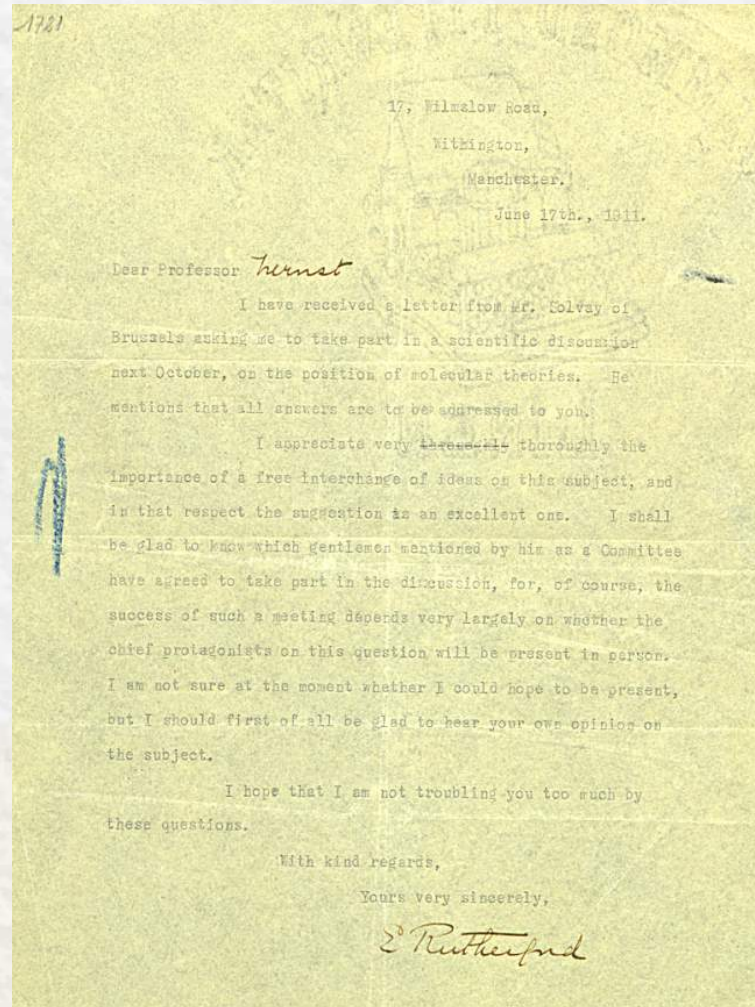 1721
17, Wilmslow Road,
Withington,
Manchester.
June 17th., 1911.
Dear Professor Nernst
I have received a letter from Mr. Solvay of
Brussels asking me to take part in a scientific discussion
next October, on the position of molecular theories. He
mentions that all answers are to be addressed to you.
I appreciate very thoroughly the
importance of a free interchange of ideas on this subject, and
in that respect the suggestion is an excellent one. I shall
be glad to know which gentlemen mentioned by him as a Committee
have agreed to take part in the discussion, for, of course, the
success of such a meeting depends very largely on whether the
chief protagonists on this question will be present in person.
I am not sure at the moment whether I could hope to be present,
but I should first of all be glad to hear your own opinion on
the subject.
I hope that I am not troubling you too much by
these questions.
With kind regards,
Yours very sincerely,
E Rutherford